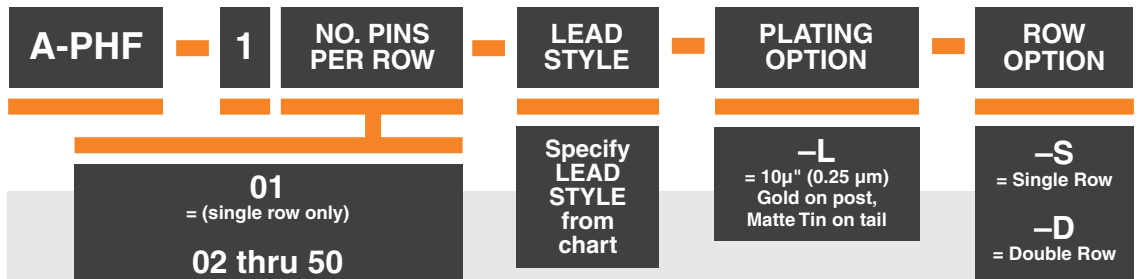 A-PHF
1
NO. PINS
PER ROW
LEAD
STYLE
PLATING
OPTION
ROW
OPTION
01
= (single row only)
02 thru 50
Specify
LEAD
STYLE
from
chart
–L
= 10µ" (0.25 µm)
Gold on post,
Matte Tin on tail
–S
= Single Row
–D
= Double Row